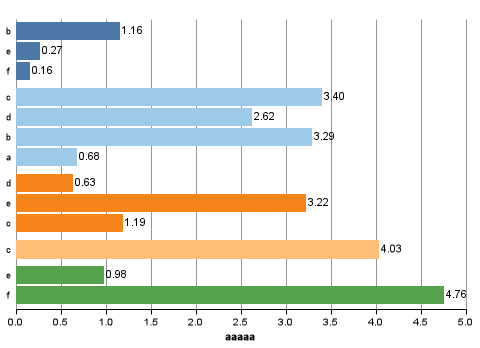 b 1.16
e 0.27
f 0.16
c 3.40
d 2.62
b 3.29
a 0.68
d 0.63
e 3.22
c 1.19
c 4.03
e 0.98
f 4.76
0.0 0.5 1.0 1.5 2.0 2.5 3.0 3.5 4.0 4.5 5.0
aaaaa